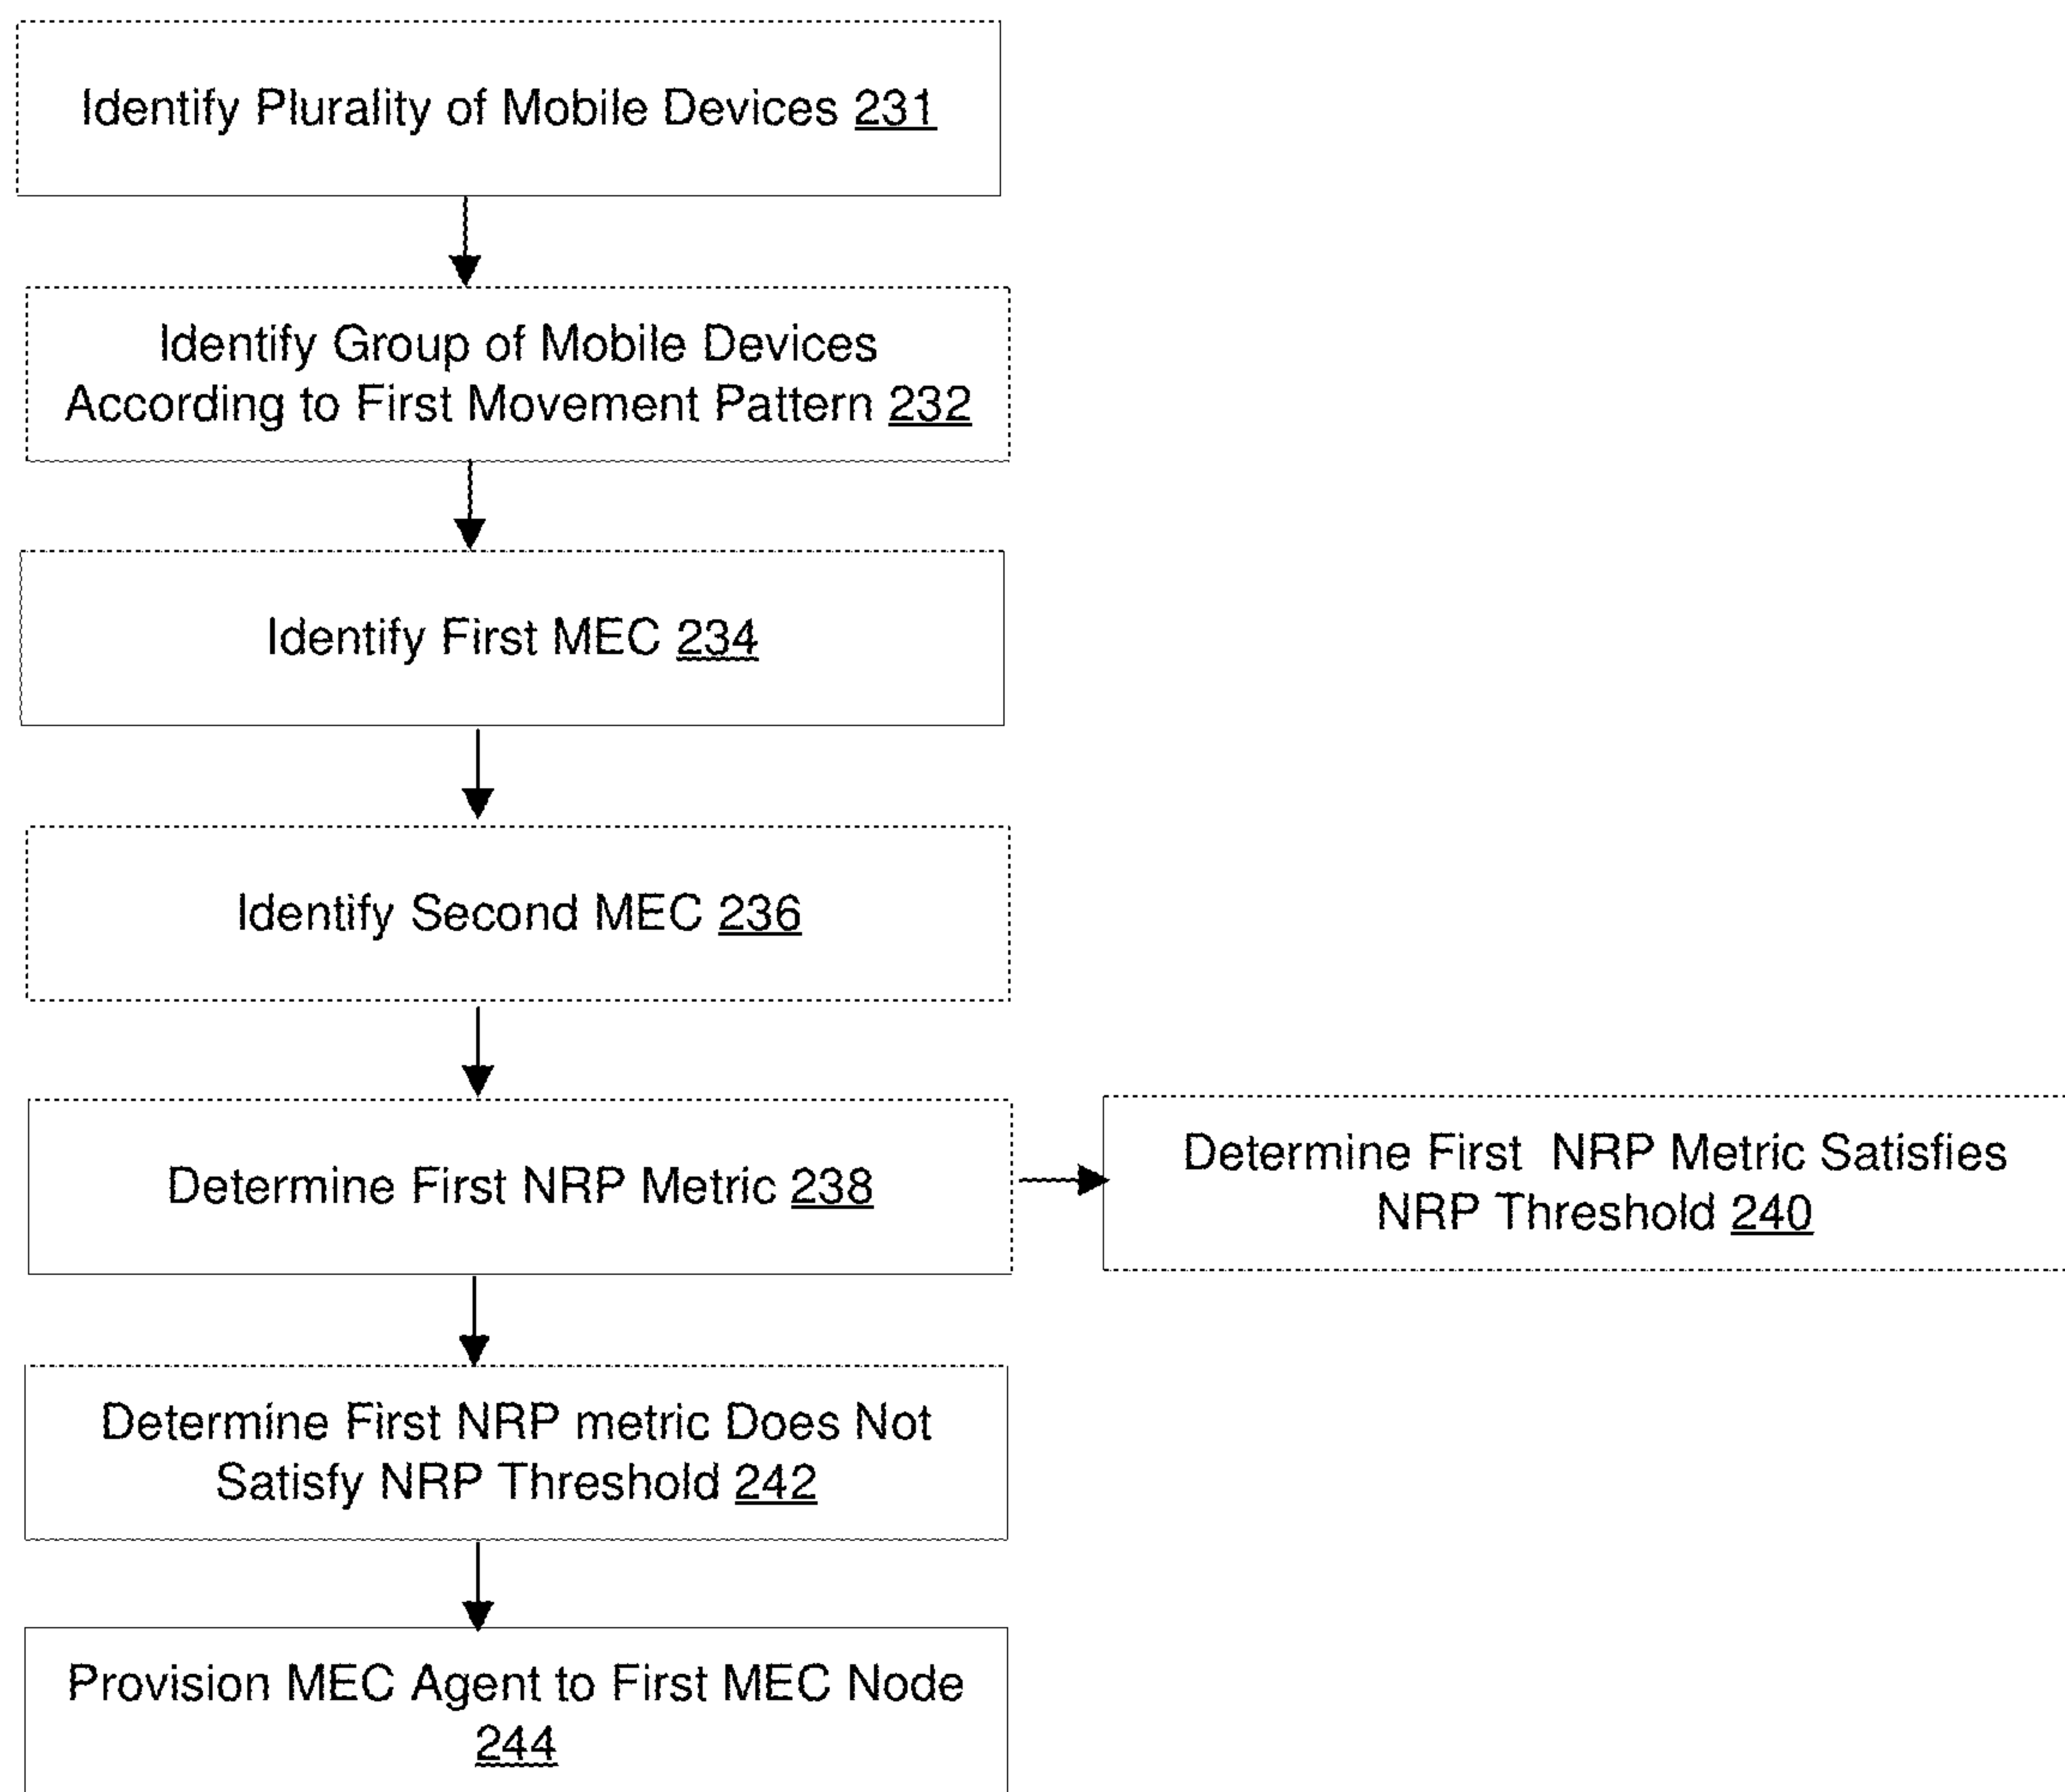 Identify Plurality of Mobile Devices 231
Identify Group of Mobile Devices
According to First Movement Pattern 232
Identify First MEC 234
Identify Second MEC 236
Determine First NRP Metric 238
Determine First NRP Metric Satisfies
NRP Threshold 240
Determine First NRP metric Does Not
Satisfy NRP Threshold 242
Provision MEC Agent to First MEC Node
244